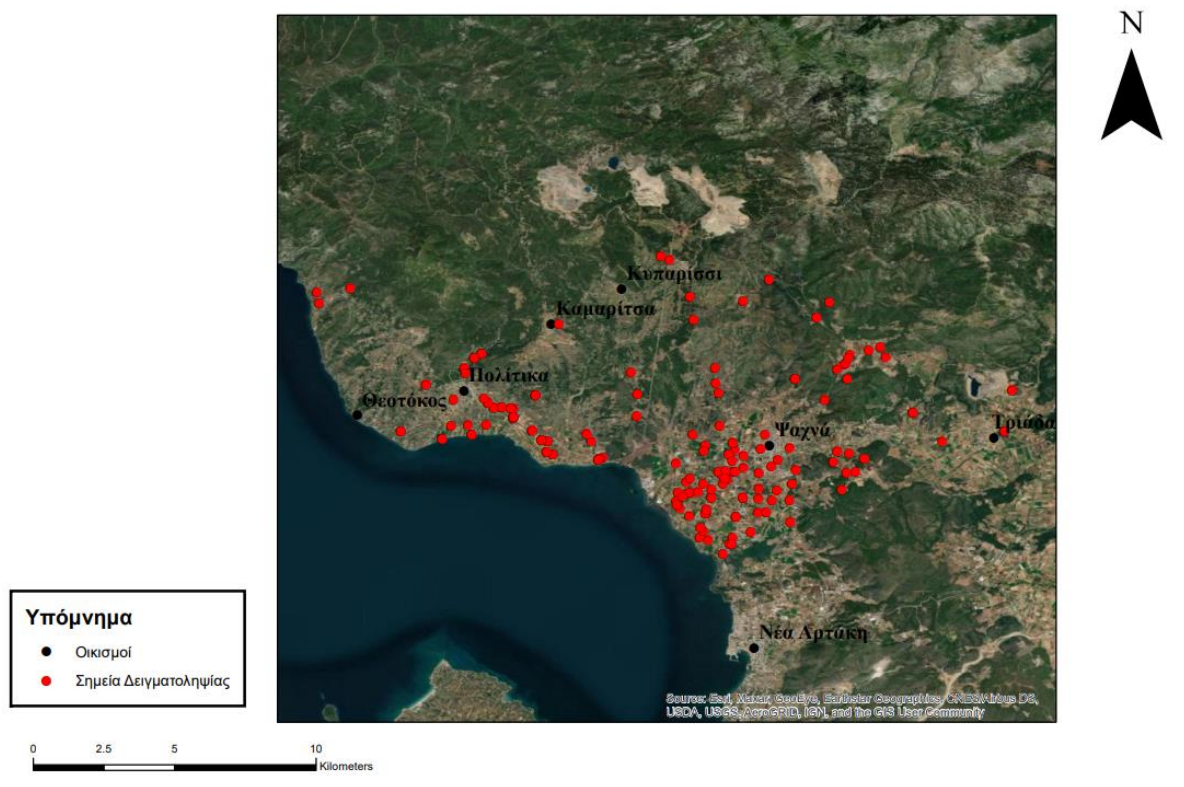 N
Κυπαρίσσι
Καμαρίτσα
Πολίτικα
Θεοτόκος
Ψαχνά
Τριάδα
Νέα Αρτάκη
Source: Esri, Maxar, GeoEye, Earthstar Geographics, CNES/Airbus DS,
USDA, USGS, AeroGRID, IGN, and the GIS User Community
Υπόμνημα
Οικισμοί
Σημεία Δειγματοληψίας
0 2.5 5 10
Kilometers